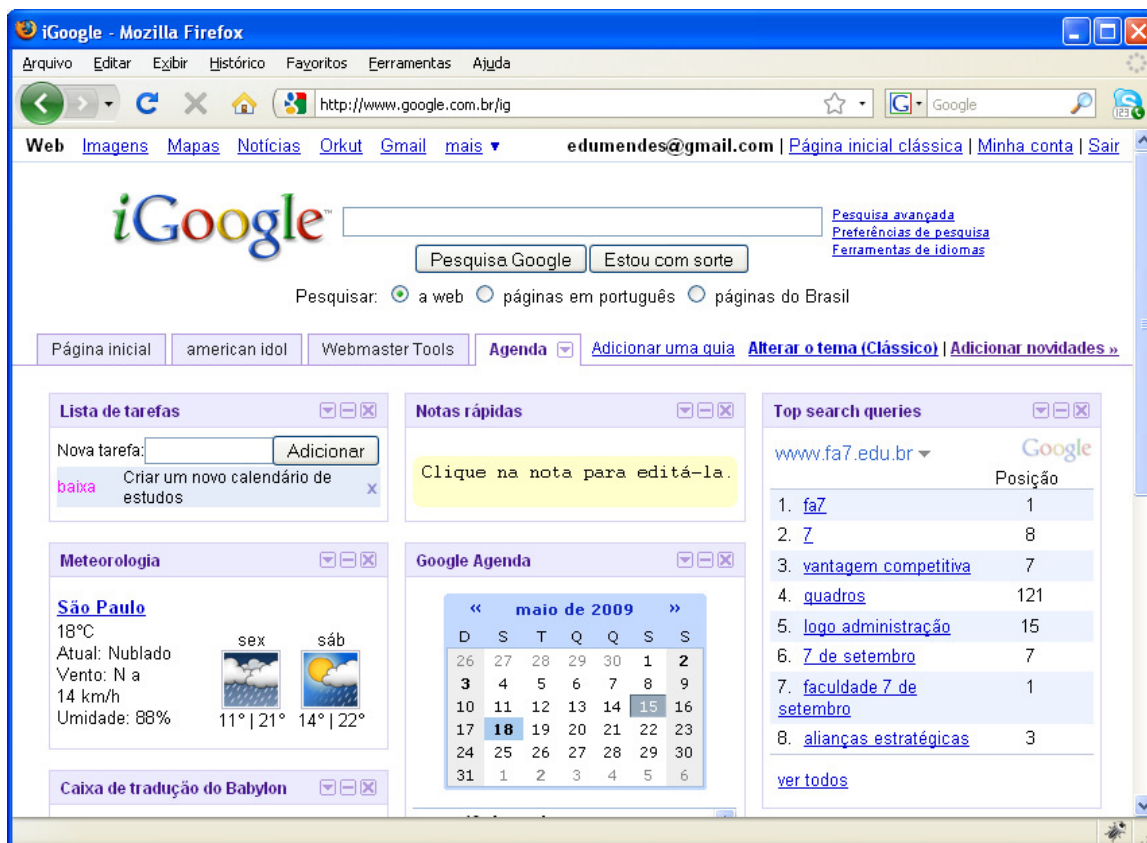 iGoogle - Mozilla Firefox
Arquivo Editar Exibir Histórico Favoritos Ferramentas Ajuda
http://www.google.com.br/ig G Google 123
Web Imagens Mapas Notícias Orkut Gmail mais ▼ edumendes@gmail.com | Página inicial clássica | Minha conta | Sair
iGoogle™
Pesquisa avançada
Preferências de pesquisa
Ferramentas de idiomas
Pesquisa Google Estou com sorte
Pesquisar: a web páginas em português páginas do Brasil
Página inicial american idol Webmaster Tools Agenda Adicionar uma guia Alterar o tema (Clássico) | Adicionar novidades »
Lista de tarefas
Nova tarefa: Adicionar
baixa Criar um novo calendário de
estudos x
Meteorologia
São Paulo
18°C
Atual: Nublado
Vento: N a
14 km/h
Umidade: 88%
sex sáb
11° | 21° 14° | 22°
Caixa de tradução do Babylon
Notas rápidas
Clique na nota para editá-la.
Google Agenda
« maio de 2009 »
D S T Q Q S S
26 27 28 29 30 1 2
3 4 5 6 7 8 9
10 11 12 13 14 15 16
17 18 19 20 21 22 23
24 25 26 27 28 29 30
31 1 2 3 4 5 6
Top search queries
www.fa7.edu.br Google
Posição
1. fa7 1
2. 7 8
3. vantagem competitiva 7
4. quadros 121
5. logo administração 15
6. 7 de setembro 7
7. faculdade 7 de 1
setembro
8. alianças estratégicas 3
ver todos